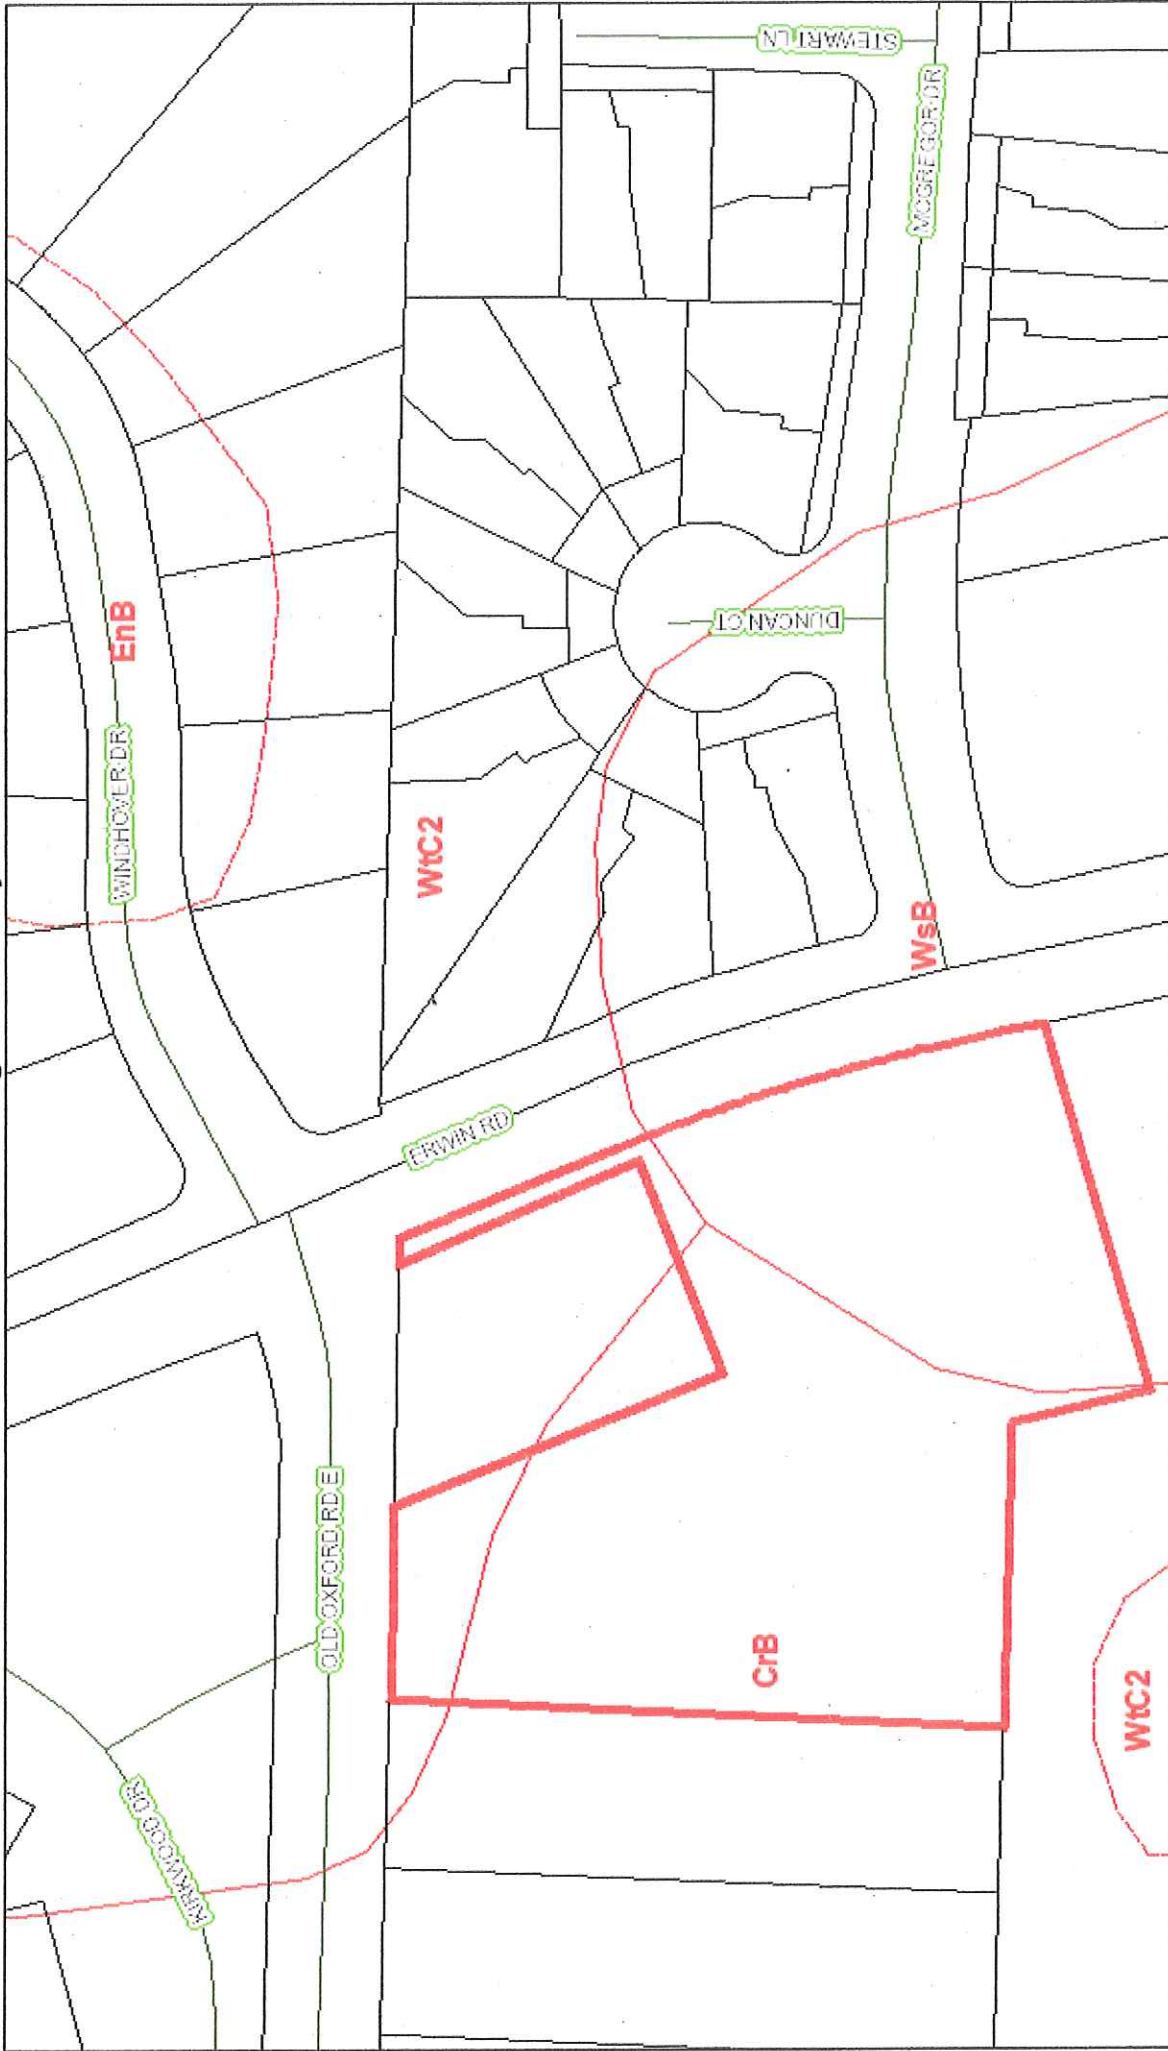 KIRKWOOD DR
OLD OXFORD RD E
WINDHOVER DR
EnB
ERWIN RD
WtC2
CrB
WtC2
WsB
DUNCAN CT
MCGREGOR DR
STEWART LN